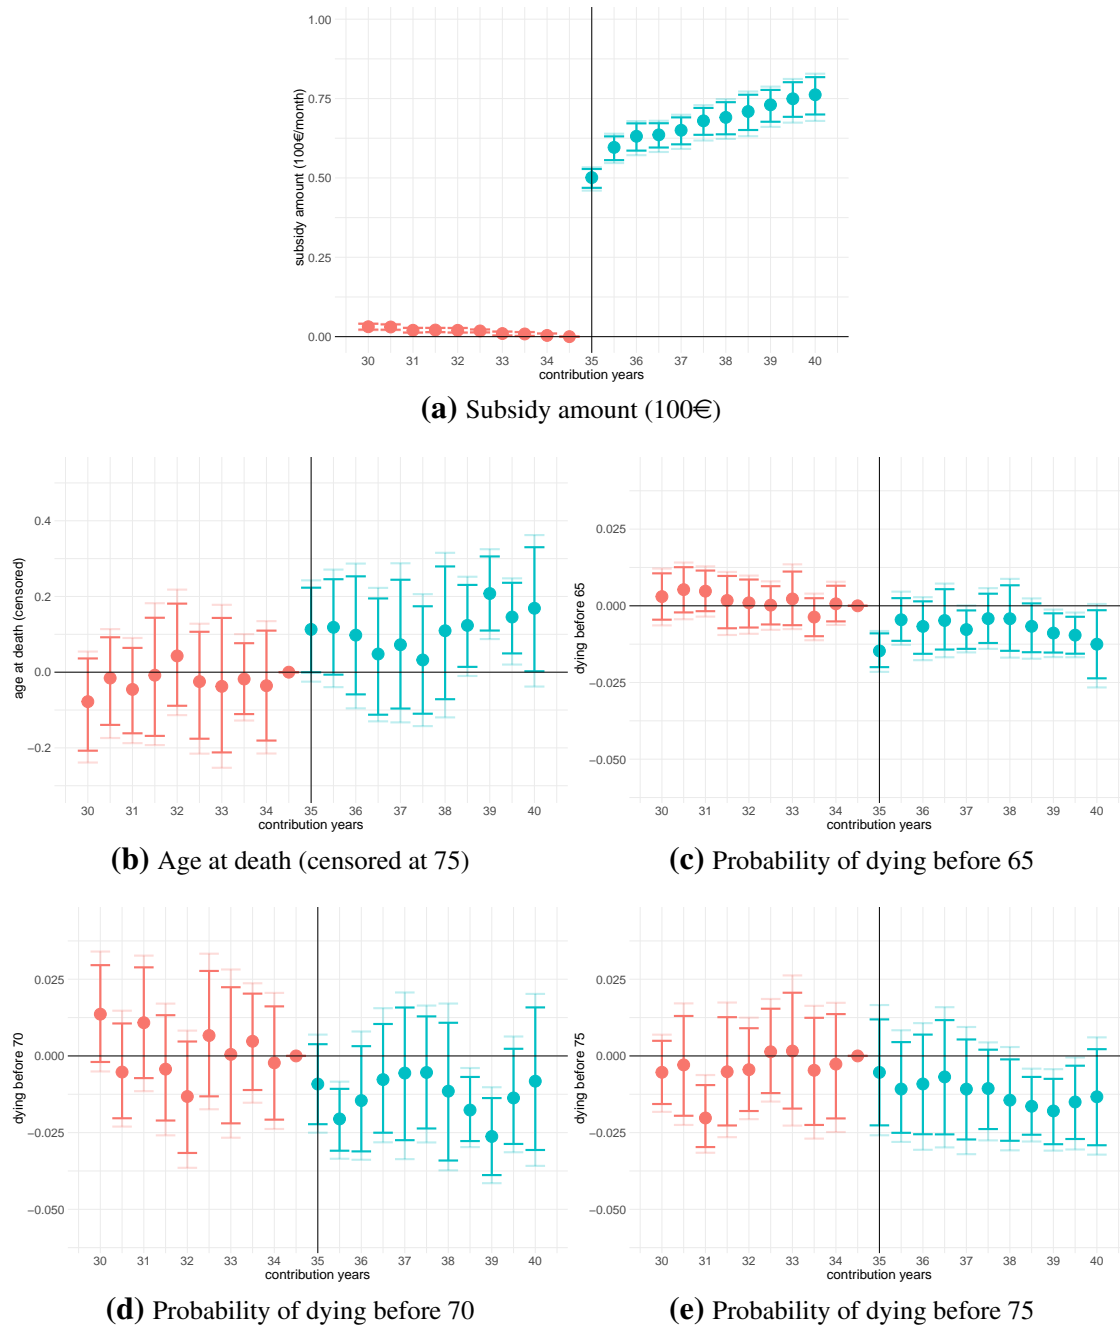 1.00
0.75
0.50
0.25
0.00
subsidy amount (100€/month)
30 31 32 33 34 35 36 37 38 39 40
contribution years
(a) Subsidy amount (100€)
0.4
0.2
0.0
−0.2
age at death (censored)
30 31 32 33 34 35 36 37 38 39 40
contribution years
(b) Age at death (censored at 75)
0.025
0.000
−0.025
−0.050
dying before 65
30 31 32 33 34 35 36 37 38 39 40
contribution years
(c) Probability of dying before 65
0.025
0.000
−0.025
−0.050
dying before 70
30 31 32 33 34 35 36 37 38 39 40
contribution years
(d) Probability of dying before 70
0.025
0.000
−0.025
−0.050
dying before 75
30 31 32 33 34 35 36 37 38 39 40
contribution years
(e) Probability of dying before 75